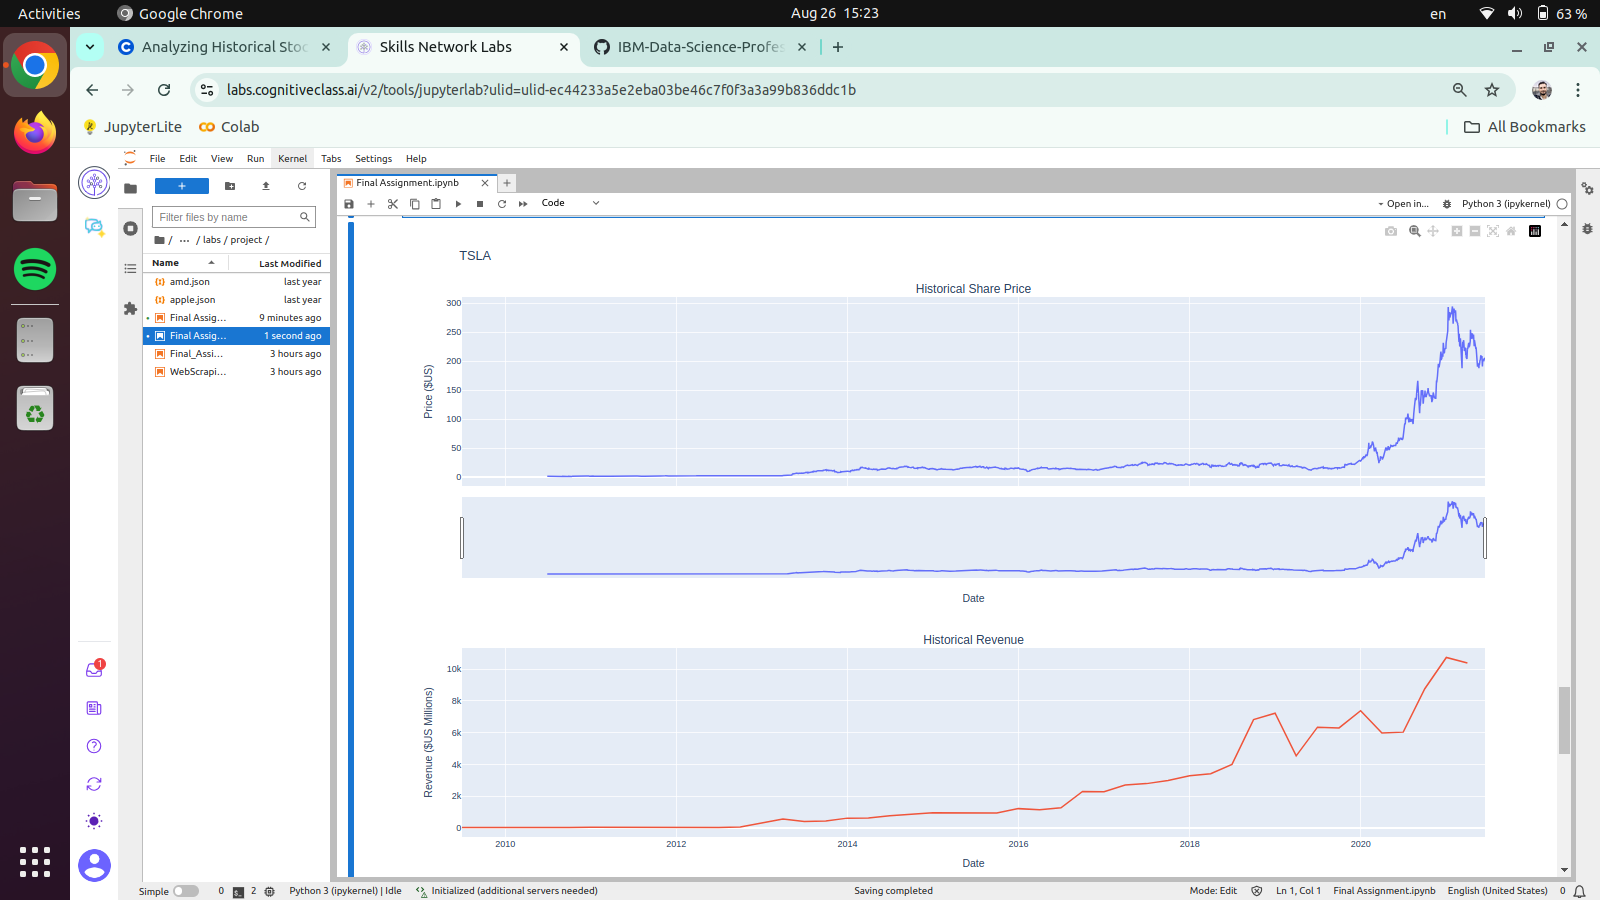 Activities
Google Chrome
Aug 26 15:23
en
63 %
Analyzing Historical Stoc
Skills Network Labs
IBM-Data-Science-Profes
labs.cognitiveclass.ai/v2/tools/jupyterlab?ulid=ulid-ec44233a5e2eba03be46c7f0f3a3a99b836ddc1b
JupyterLite
Colab
All Bookmarks
File Edit View Run Kernel Tabs Settings Help
Filter files by name
/ ··· / labs / project /
Name Last Modified
amd.json last year
apple.json last year
Final Assig... 9 minutes ago
Final Assig... 1 second ago
Final_Assi... 3 hours ago
WebScrapi... 3 hours ago
Final Assignment.ipynb
Code
Open in...
Python 3 (ipykernel)
TSLA
Historical Share Price
300
250
200
150
100
50
0
Price ($US)
Date
Historical Revenue
10k
8k
6k
4k
2k
0
Revenue ($US Millions)
2010 2012 2014 2016 2018 2020
Date
1
Simple 0 2 Python 3 (ipykernel) | Idle Initialized (additional servers needed) Saving completed Mode: Edit Ln 1, Col 1 Final Assignment.ipynb English (United States) 0